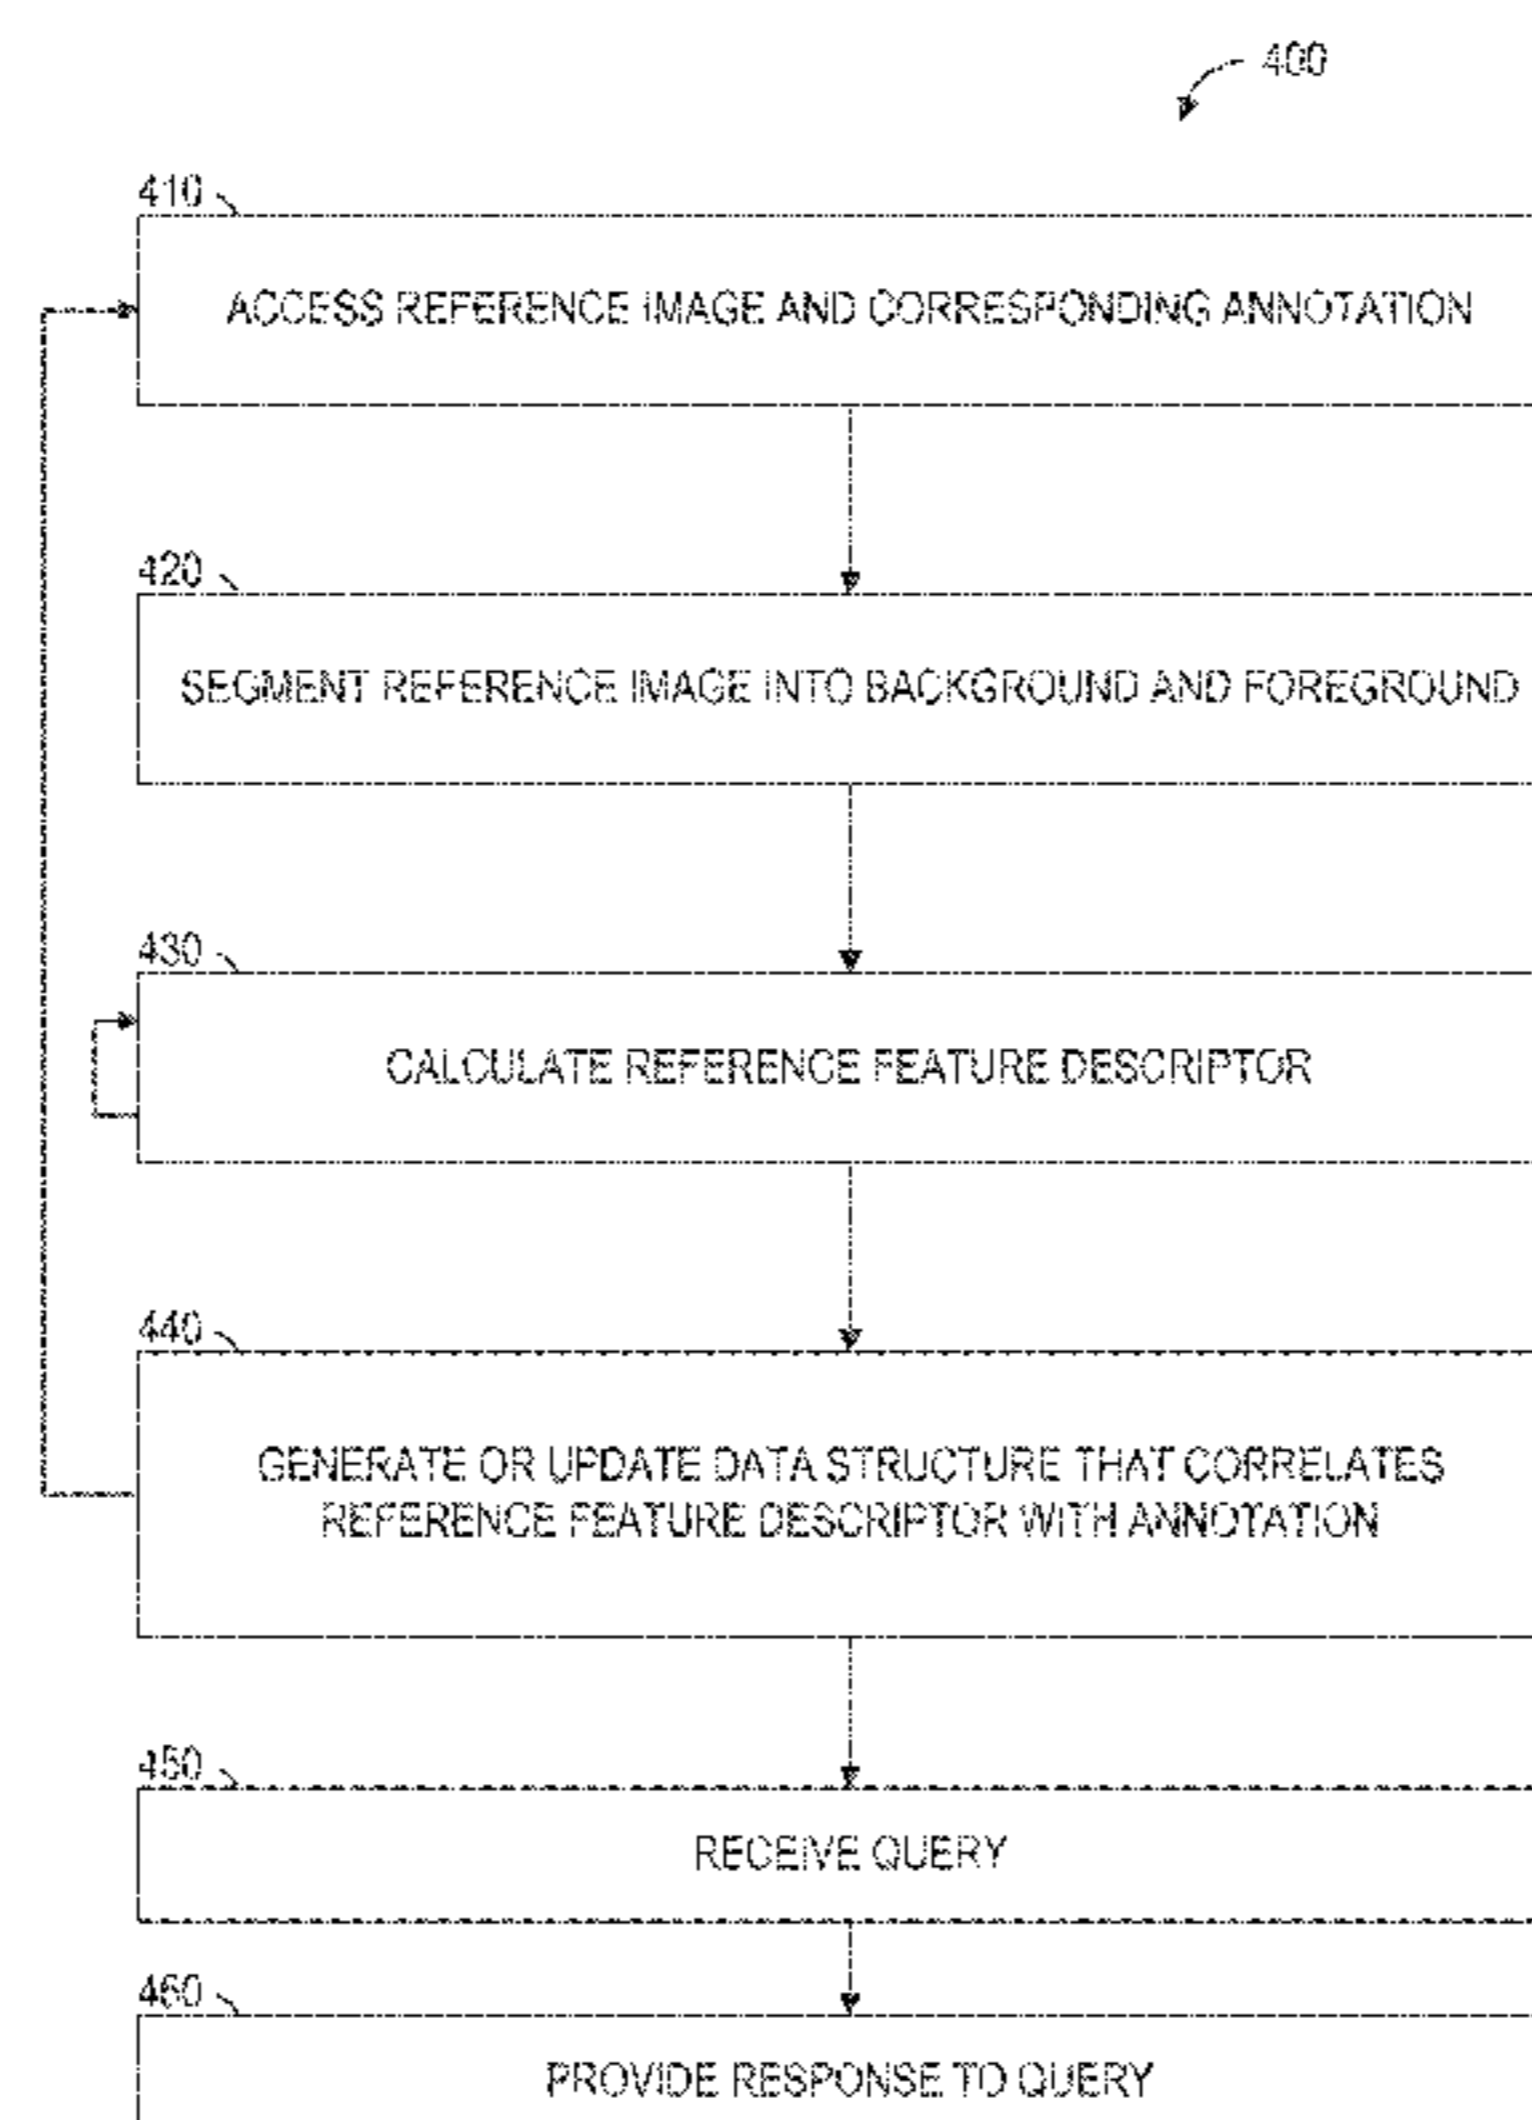 400
410
ACCESS REFERENCE IMAGE AND CORRESPONDING ANNOTATION
420
SEGMENT REFERENCE IMAGE INTO BACKGROUND AND FOREGROUND
430
CALCULATE REFERENCE FEATURE DESCRIPTOR
440
GENERATE OR UPDATE DATA STRUCTURE THAT CORRELATES
REFERENCE FEATURE DESCRIPTOR WITH ANNOTATION
450
RECEIVE QUERY
460
PROVIDE RESPONSE TO QUERY